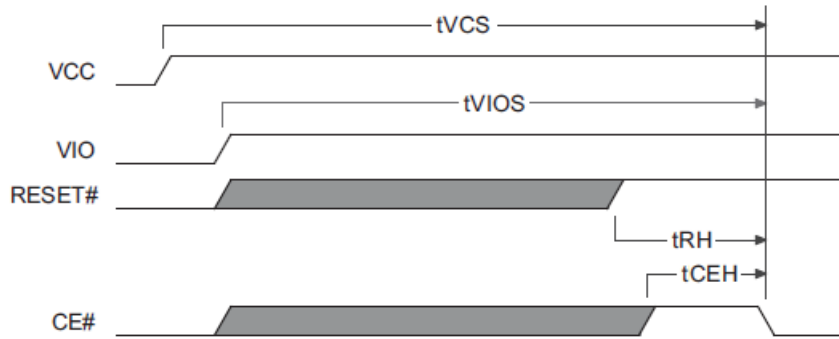 tVCS
VCC
tVIOS
VIO
RESET#
tRH
tCEH
CE#